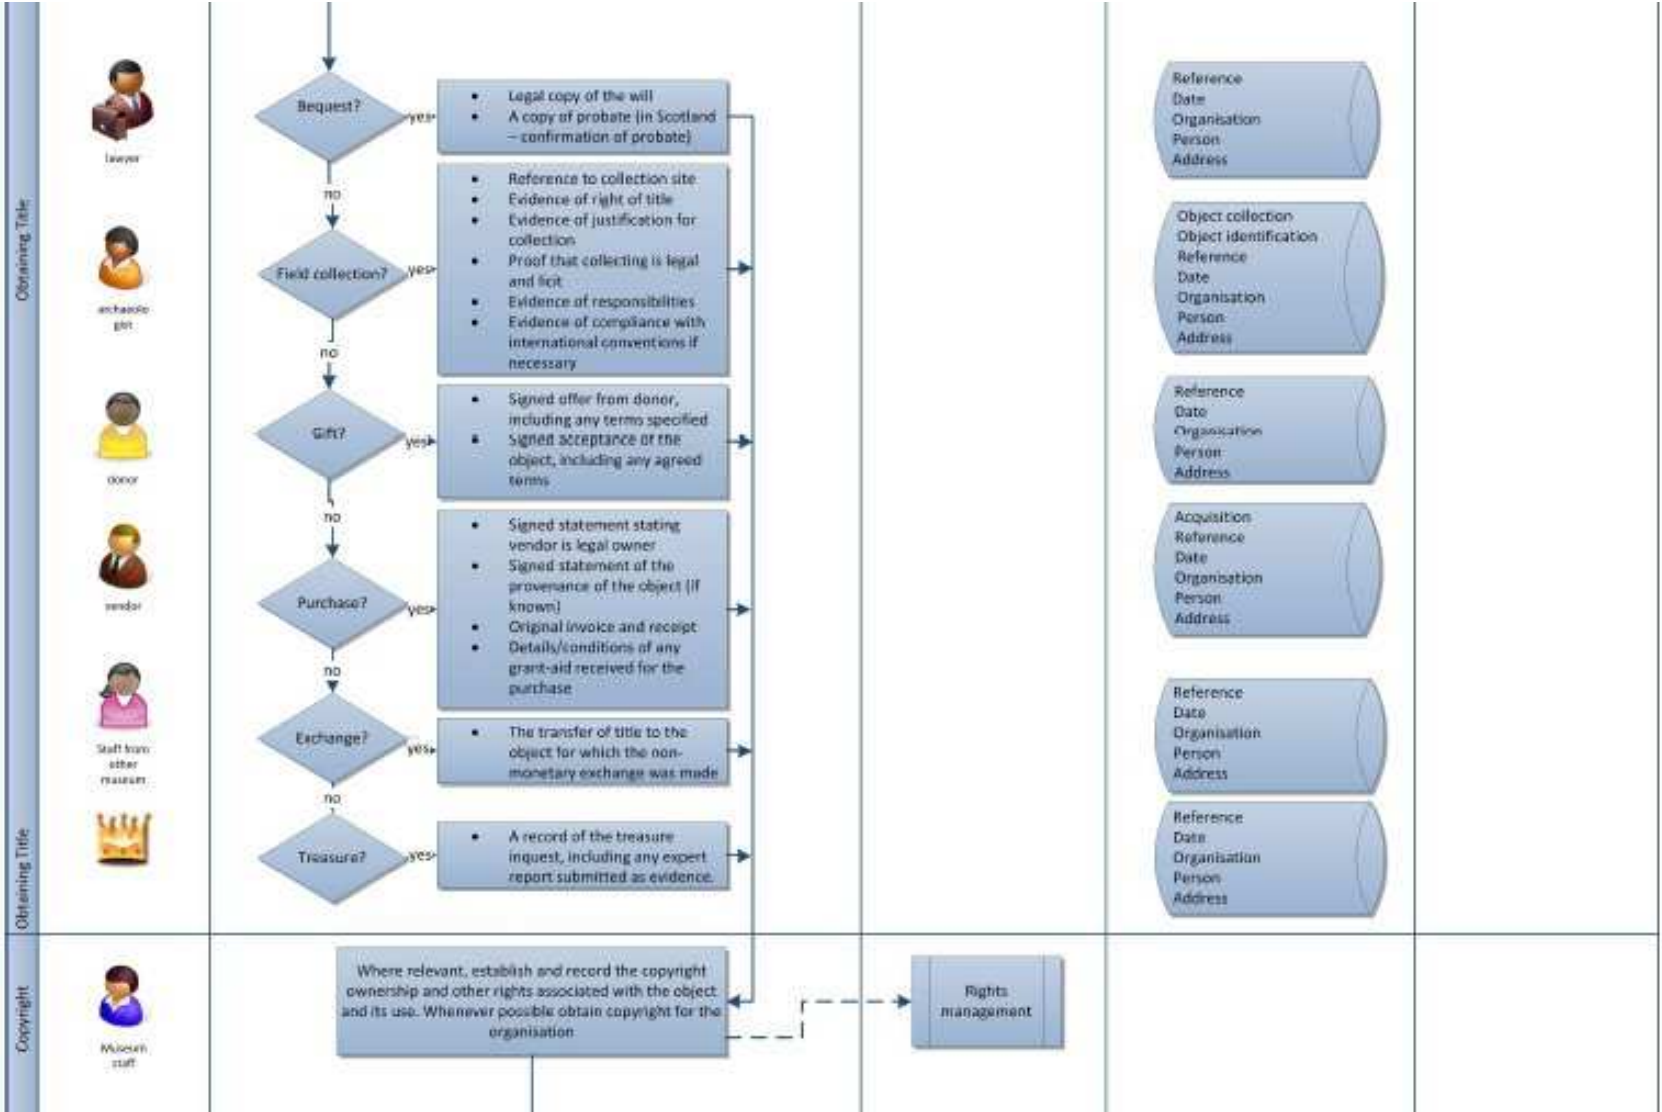 Obtaining Title
lawyer
Bequest?
yes
• Legal copy of the will
• A copy of probate (in Scotland
– confirmation of probate)
Reference
Date
Organisation
Person
Address
no
archaeolo
gist
Field collection?
yes
• Reference to collection site
• Evidence of right of title
• Evidence of justification for
collection
• Proof that collecting is legal
and licit
• Evidence of responsibilities
• Evidence of compliance with
international conventions if
necessary
Object collection
Object identification
Reference
Date
Organisation
Person
Address
no
donor
Gift?
yes
• Signed offer from donor,
including any terms specified
• Signed acceptance of the
object, including any agreed
terms
Reference
Date
Organisation
Person
Address
no
vendor
Purchase?
yes
• Signed statement stating
vendor is legal owner
• Signed statement of the
provenance of the object (if
known)
• Original invoice and receipt
• Details/conditions of any
grant-aid received for the
purchase
Acquisition
Reference
Date
Organisation
Person
Address
no
Staff from
other
museum
Exchange?
yes
• The transfer of title to the
object for which the non-
monetary exchange was made
Reference
Date
Organisation
Person
Address
no
Obtaining Title
Treasure?
yes
• A record of the treasure
inquest, including any expert
report submitted as evidence.
Reference
Date
Organisation
Person
Address
Copyright
Museum
staff
Where relevant, establish and record the copyright
ownership and other rights associated with the object
and its use. Whenever possible obtain copyright for the
organisation
Rights
management